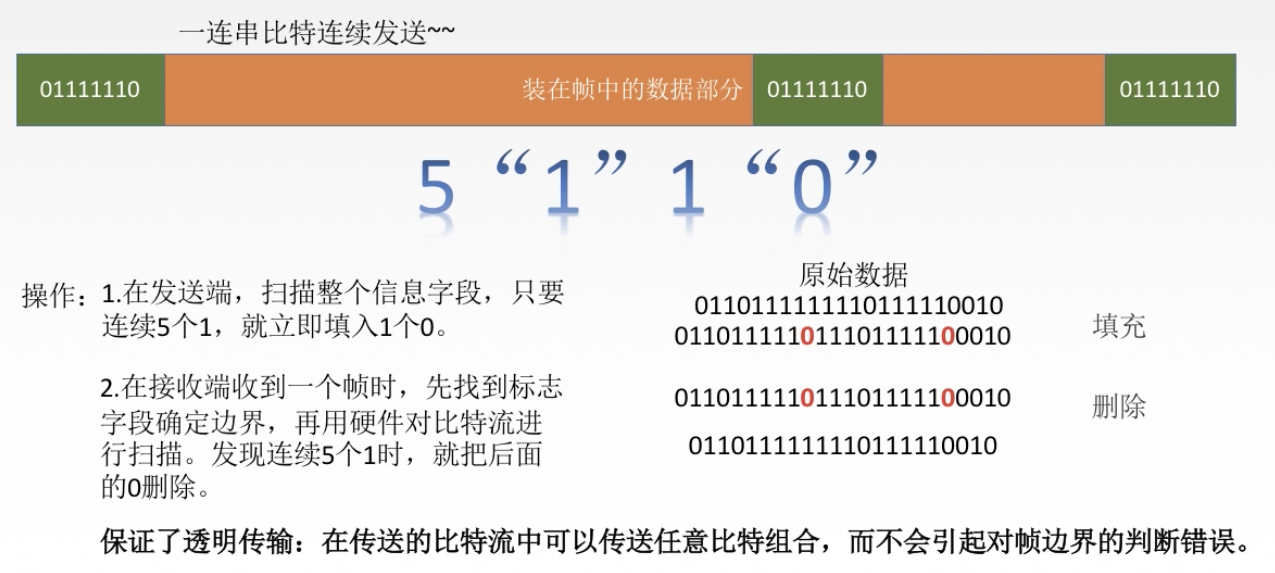 一连串比特连续发送~~
01111110 装在帧中的数据部分 01111110 01111110
5“1”1“0”
操作：1.在发送端，扫描整个信息字段，只要
连续5个1，就立即填入1个0。
2.在接收端收到一个帧时，先找到标志
字段确定边界，再用硬件对比特流进
行扫描。发现连续5个1时，就把后面
的0删除。
原始数据
0110111111110111110010
011011111011101111100010 填充
011011111011101111100010 删除
0110111111110111110010
保证了透明传输：在传送的比特流中可以传送任意比特组合，而不会引起对帧边界的判断错误。